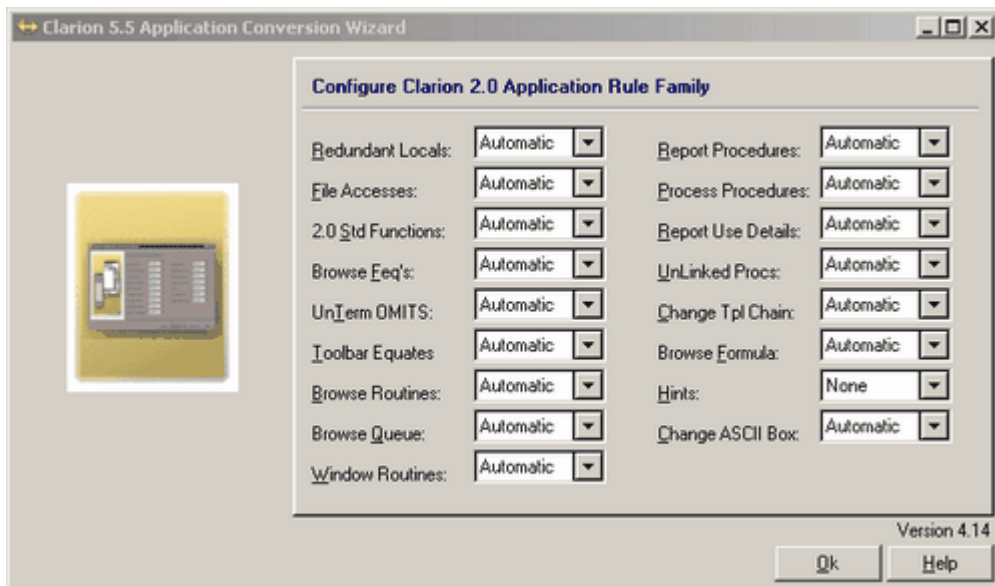 Clarion 5.5 Application Conversion Wizard
Configure Clarion 2.0 Application Rule Family
Redundant Locals: Automatic
File Accesses: Automatic
2.0 Std Functions: Automatic
Browse Feq's: Automatic
UnTerm OMITS: Automatic
Toolbar Equates Automatic
Browse Routines: Automatic
Browse Queue: Automatic
Window Routines: Automatic
Report Procedures: Automatic
Process Procedures: Automatic
Report Use Details: Automatic
UnLinked Procs: Automatic
Change Tpl Chain: Automatic
Browse Formula: Automatic
Hints: None
Change ASCII Box: Automatic
Version 4.14
Ok Help